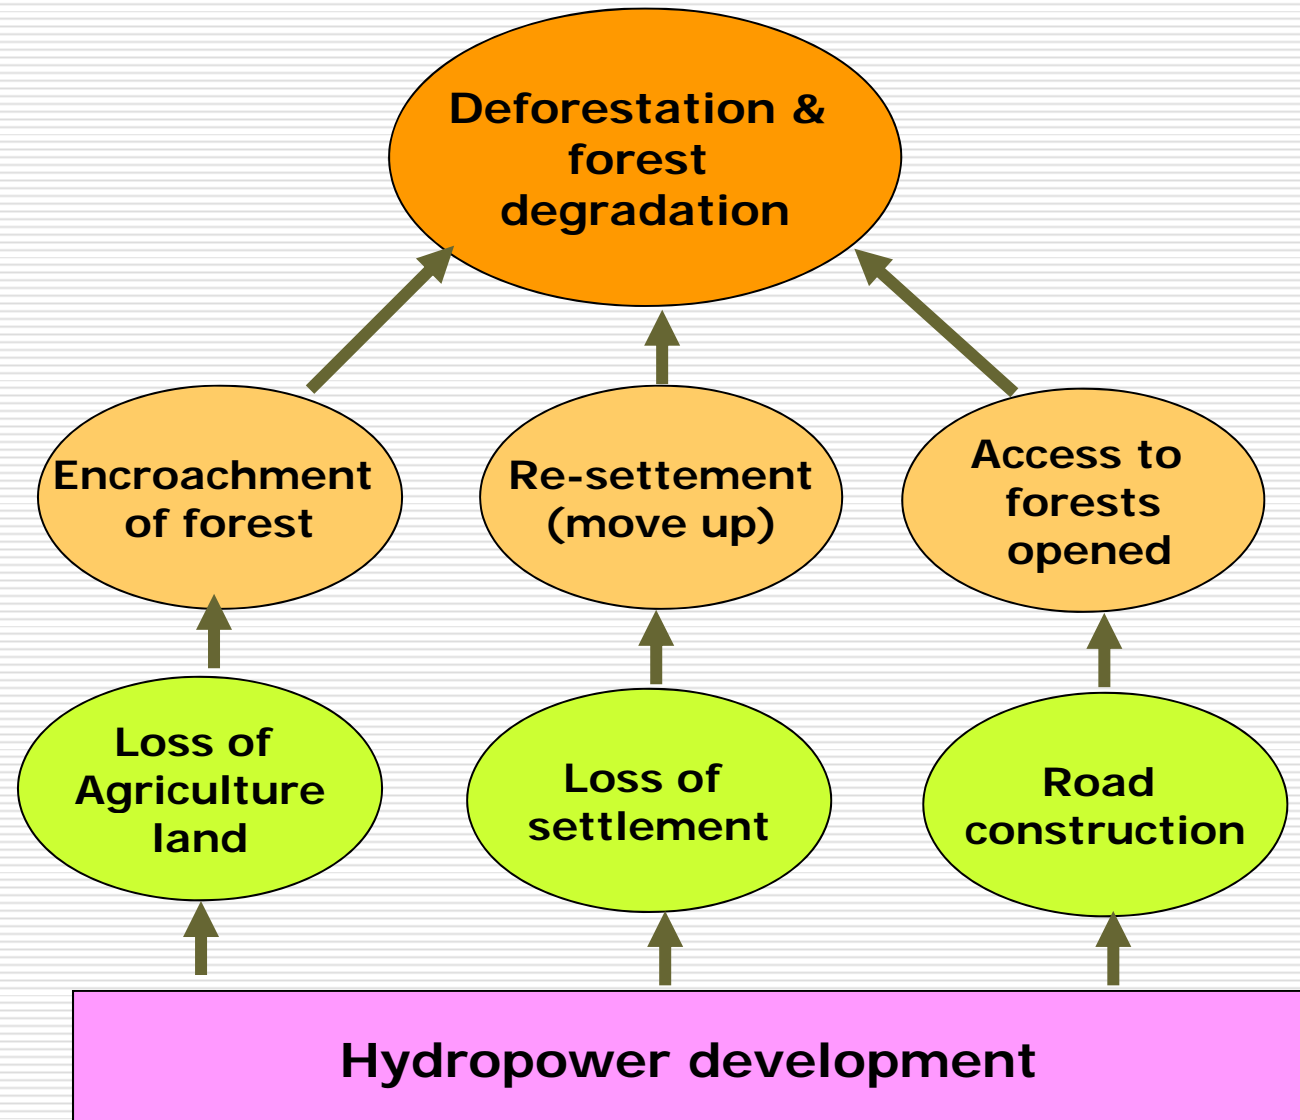 Deforestation &
forest
degradation
Encroachment
of forest
Re-settement
(move up)
Access to
forests
opened
Loss of
Agriculture
land
Loss of
settlement
Road
construction
Hydropower development